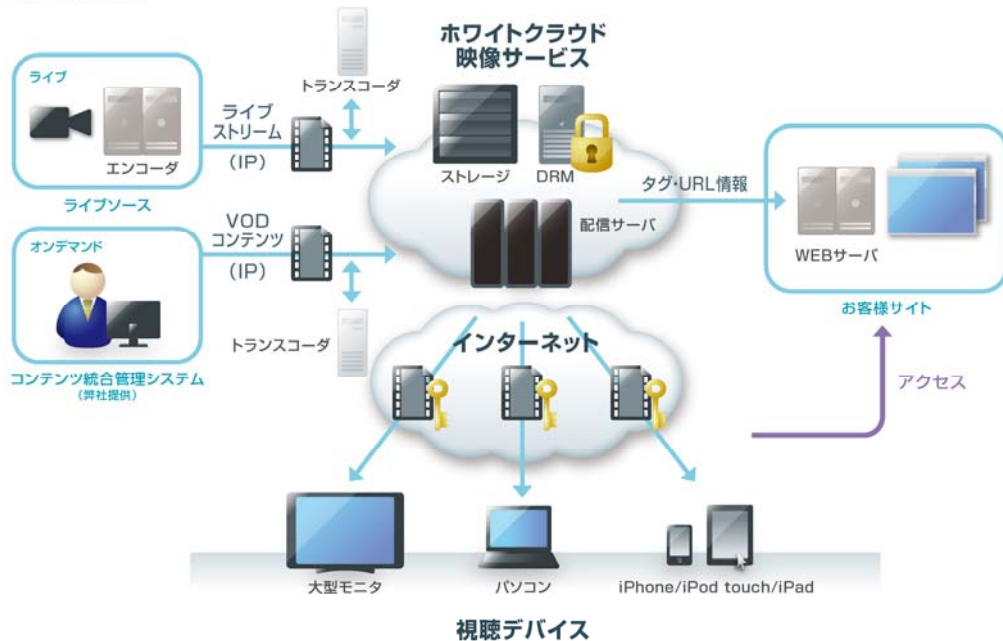 ホワイトクラウド
映像サービス
トランスコーダ
ライブ
エンコーダ
ライブソース
ライブ
ストリーム
(IP)
ストレージ
DRM
配信サーバ
タグ・URL情報
WEBサーバ
お客様サイト
オンデマンド
コンテンツ統合管理システム
(弊社提供)
VOD
コンテンツ
(IP)
トランスコーダ
インターネット
アクセス
大型モニタ
パソコン
iPhone/iPod touch/iPad
視聴デバイス